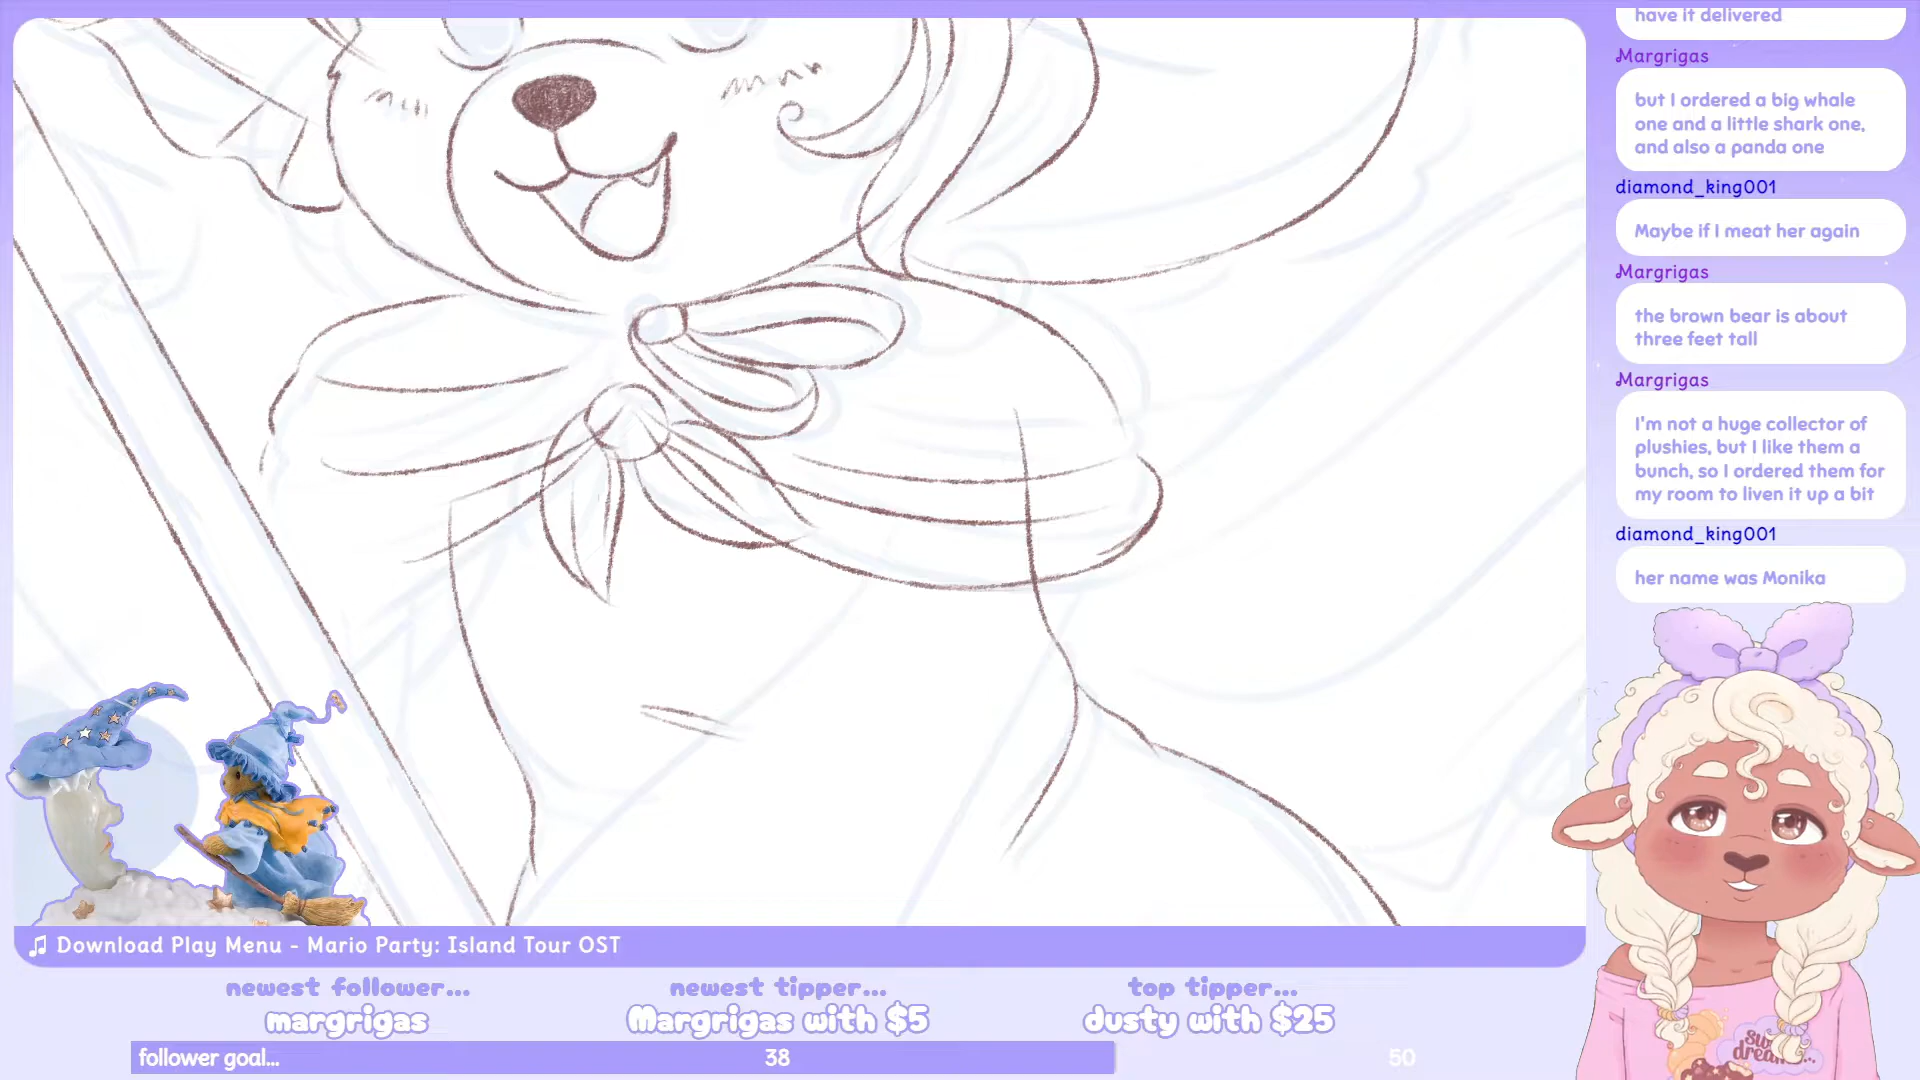 have it delivered
Margrigas
but I ordered a big whale
one and a little shark one,
and also a panda one
diamond_king001
Maybe if I meat her again
Margrigas
the brown bear is about
three feet tall
Margrigas
I'm not a huge collector of
plushies, but I like them a
bunch, so I ordered them for
my room to liven it up a bit
diamond_king001
her name was Monika
♫ Download Play Menu - Mario Party: Island Tour OST
newest follower...
margrigas
newest tipper...
Margrigas with $5
top tipper...
dusty with $25
follower goal...
38
50